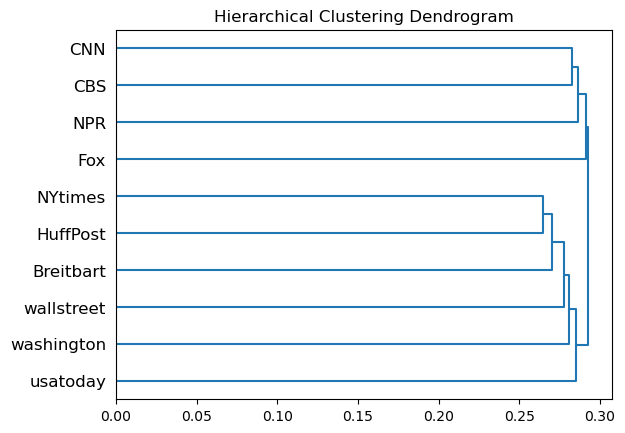 Hierarchical Clustering Dendrogram
CNN
CBS
NPR
Fox
NYtimes
HuffPost
Breitbart
wallstreet
washington
usatoday
0.00 0.05 0.10 0.15 0.20 0.25 0.30